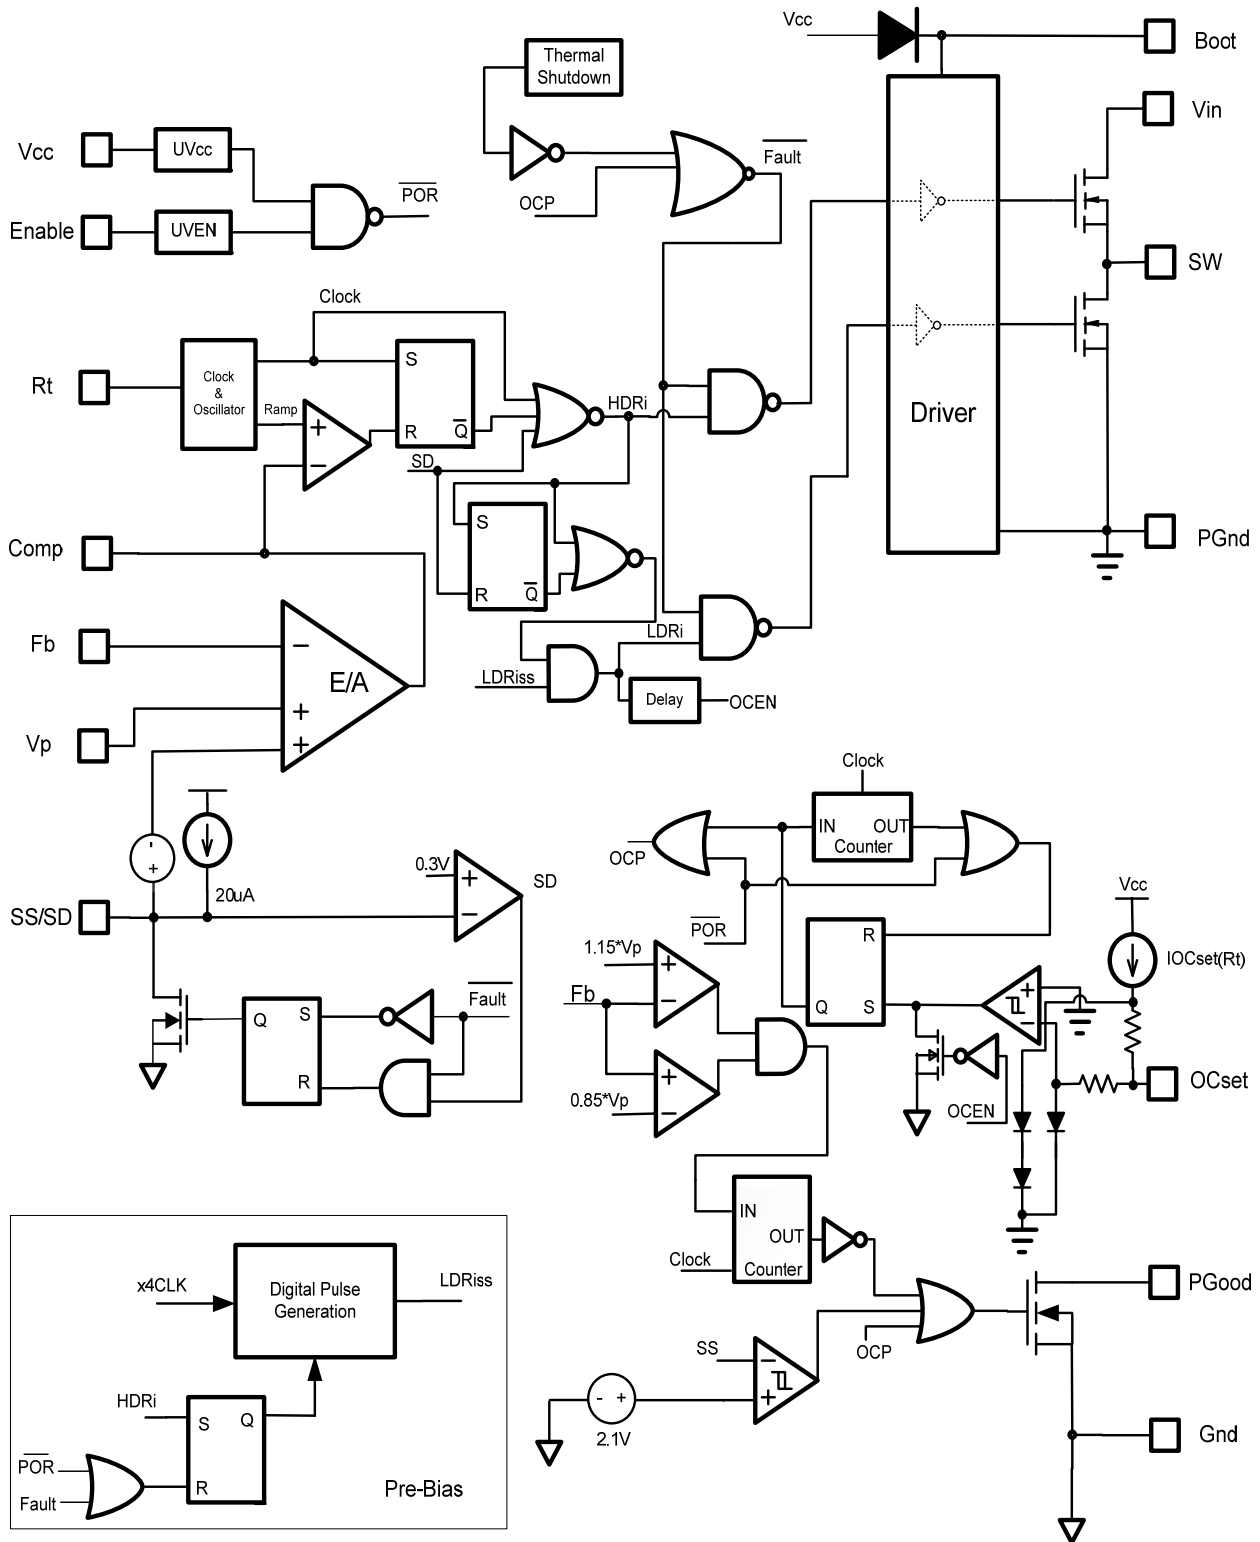 Vcc
Boot
Thermal
Shutdown
Vin
Vcc
UVcc
Fault
POR
OCP
Enable
UVEN
SW
Clock
Rt
Clock
&
Oscillator
Ramp
S
R
Q
+
−
HDRi
SD
Driver
S
R
Q
Comp
PGnd
Fb
−
E/A
+
+
LDRi
LDRiss
Delay
OCEN
Vp
Clock
IN
OUT
Counter
OCP
-
+
20uA
0.3V
+
−
SD
Vcc
SS/SD
POR
R
Q
S
IOCset(Rt)
1.15*Vp
+
−
Fb
Fault
Q
S
R
+
−
OCset
0.85*Vp
+
−
OCEN
IN
OUT
Counter
Clock
PGood
x4CLK
Digital Pulse
Generation
LDRiss
SS
−
+
OCP
HDRi
S
Q
R
- +
2.1V
Gnd
POR
Fault
Pre-Bias